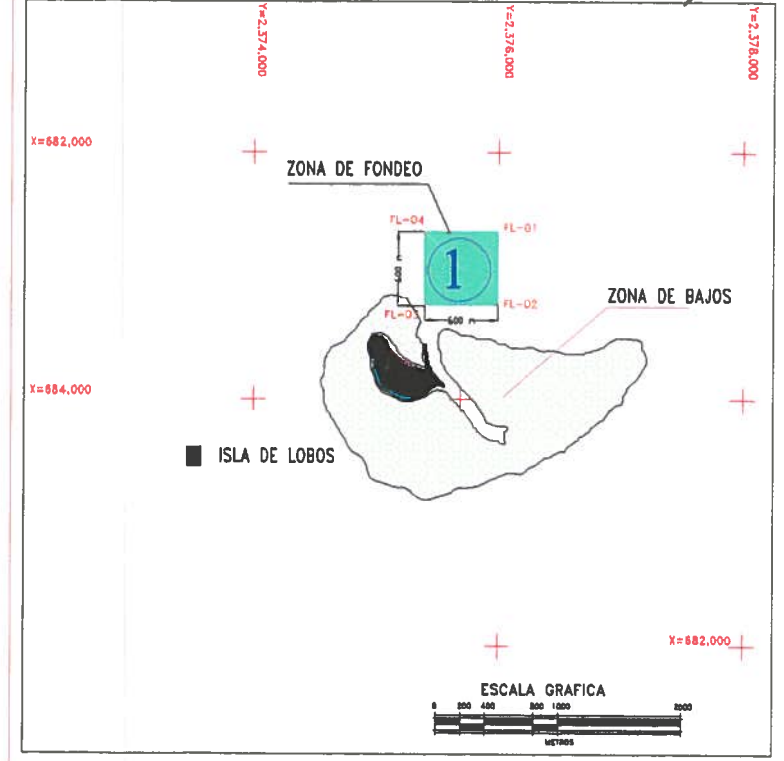 Y=2,374,000
Y=2,376,000
Y=2,378,000
X=682,000
ZONA DE FONDEO
FL-04
FL-01
600 m
1
FL-02
FL-03
600 m
ZONA DE BAJOS
X=684,000
ISLA DE LOBOS
X=682,000
ESCALA GRAFICA
0 200 400 800 1000 2000
METROS